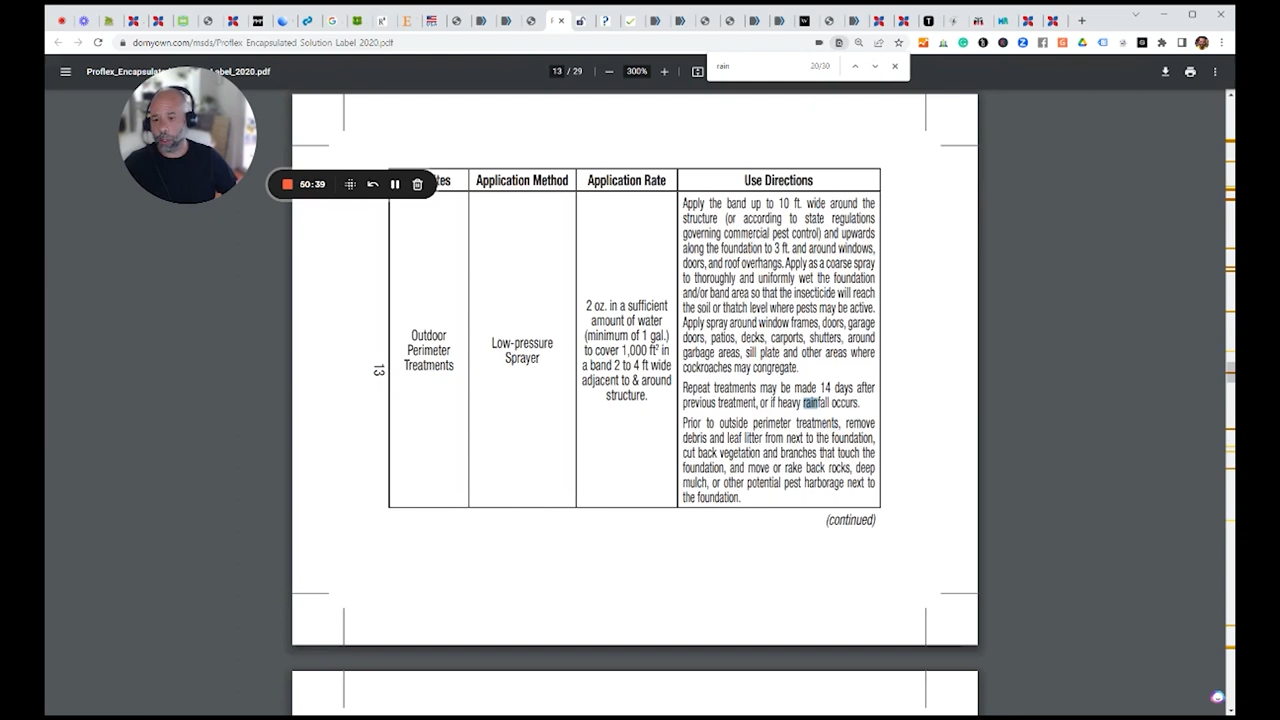 domyown.com/msds/Proflex Encapsulated Solution Label 2020.pdf
rain
20/30
Label_2020.pdf
13 / 29
300%
50:39
Application Method
Application Rate
Use Directions
Outdoor
Perimeter
Treatments
Low-pressure
Sprayer
2 oz. in a sufficient
amount of water
(minimum of 1 gal.)
to cover 1,000 ft² in
a band 2 to 4 ft wide
adjacent to & around
structure.
Apply the band up to 10 ft. wide around the
structure (or according to state regulations
governing commercial pest control) and upwards
along the foundation to 3 ft. and around windows,
doors, and roof overhangs. Apply as a coarse spray
to thoroughly and uniformly wet the foundation
and/or band area so that the insecticide will reach
the soil or thatch level where pests may be active.
Apply spray around window frames, doors, garage
doors, patios, decks, carports, shutters, around
garbage areas, sill plate and other areas where
cockroaches may congregate.
Repeat treatments may be made 14 days after
previous treatment, or if heavy rainfall occurs.
Prior to outside perimeter treatments, remove
debris and leaf litter from next to the foundation,
cut back vegetation and branches that touch the
foundation, and move or rake back rocks, deep
mulch, or other potential pest harborage next to
the foundation.
(continued)
13